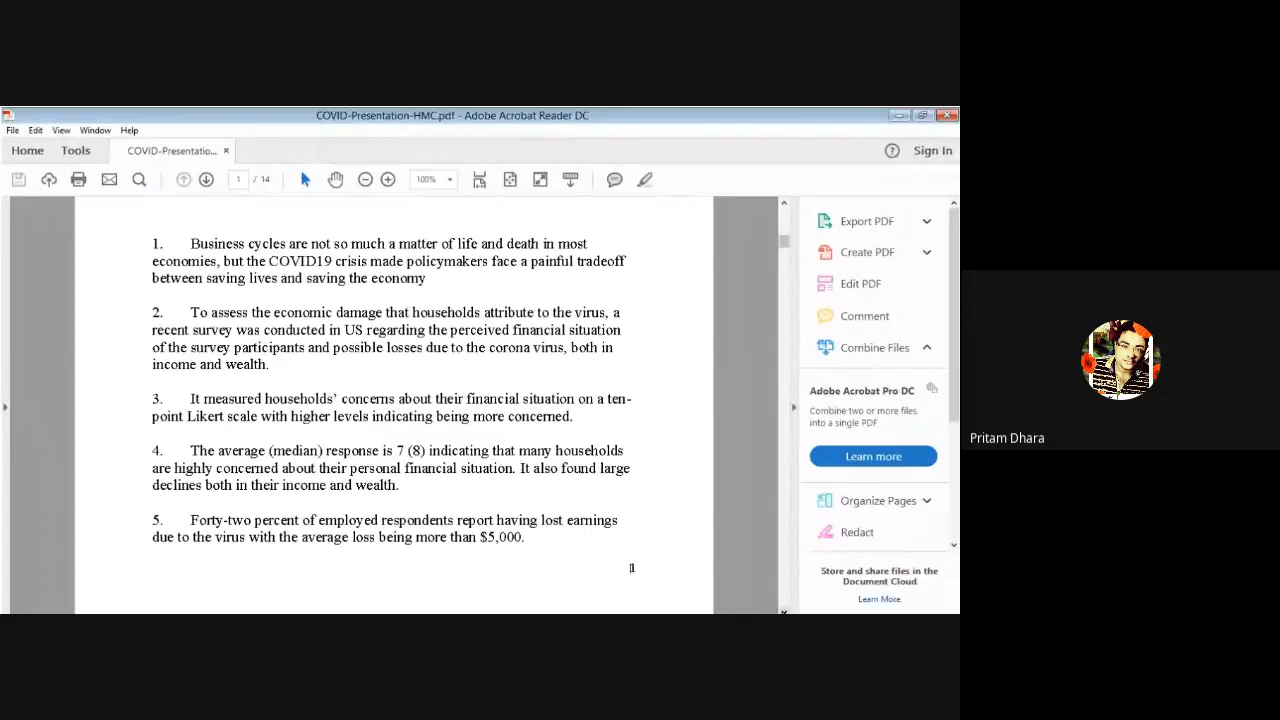 COVID-Presentation-HMC.pdf - Adobe Acrobat Reader DC
File Edit View Window Help
Home Tools COVID-Presentatio... × Sign In
1 / 14 100%
1. Business cycles are not so much a matter of life and death in most
economies, but the COVID19 crisis made policymakers face a painful tradeoff
between saving lives and saving the economy
2. To assess the economic damage that households attribute to the virus, a
recent survey was conducted in US regarding the perceived financial situation
of the survey participants and possible losses due to the corona virus, both in
income and wealth.
3. It measured households’ concerns about their financial situation on a ten-
point Likert scale with higher levels indicating being more concerned.
4. The average (median) response is 7 (8) indicating that many households
are highly concerned about their personal financial situation. It also found large
declines both in their income and wealth.
5. Forty-two percent of employed respondents report having lost earnings
due to the virus with the average loss being more than $5,000.
1
Export PDF
Create PDF
Edit PDF
Comment
Combine Files
Adobe Acrobat Pro DC
Combine two or more files
into a single PDF
Learn more
Organize Pages
Redact
Store and share files in the
Document Cloud
Learn More
Pritam Dhara